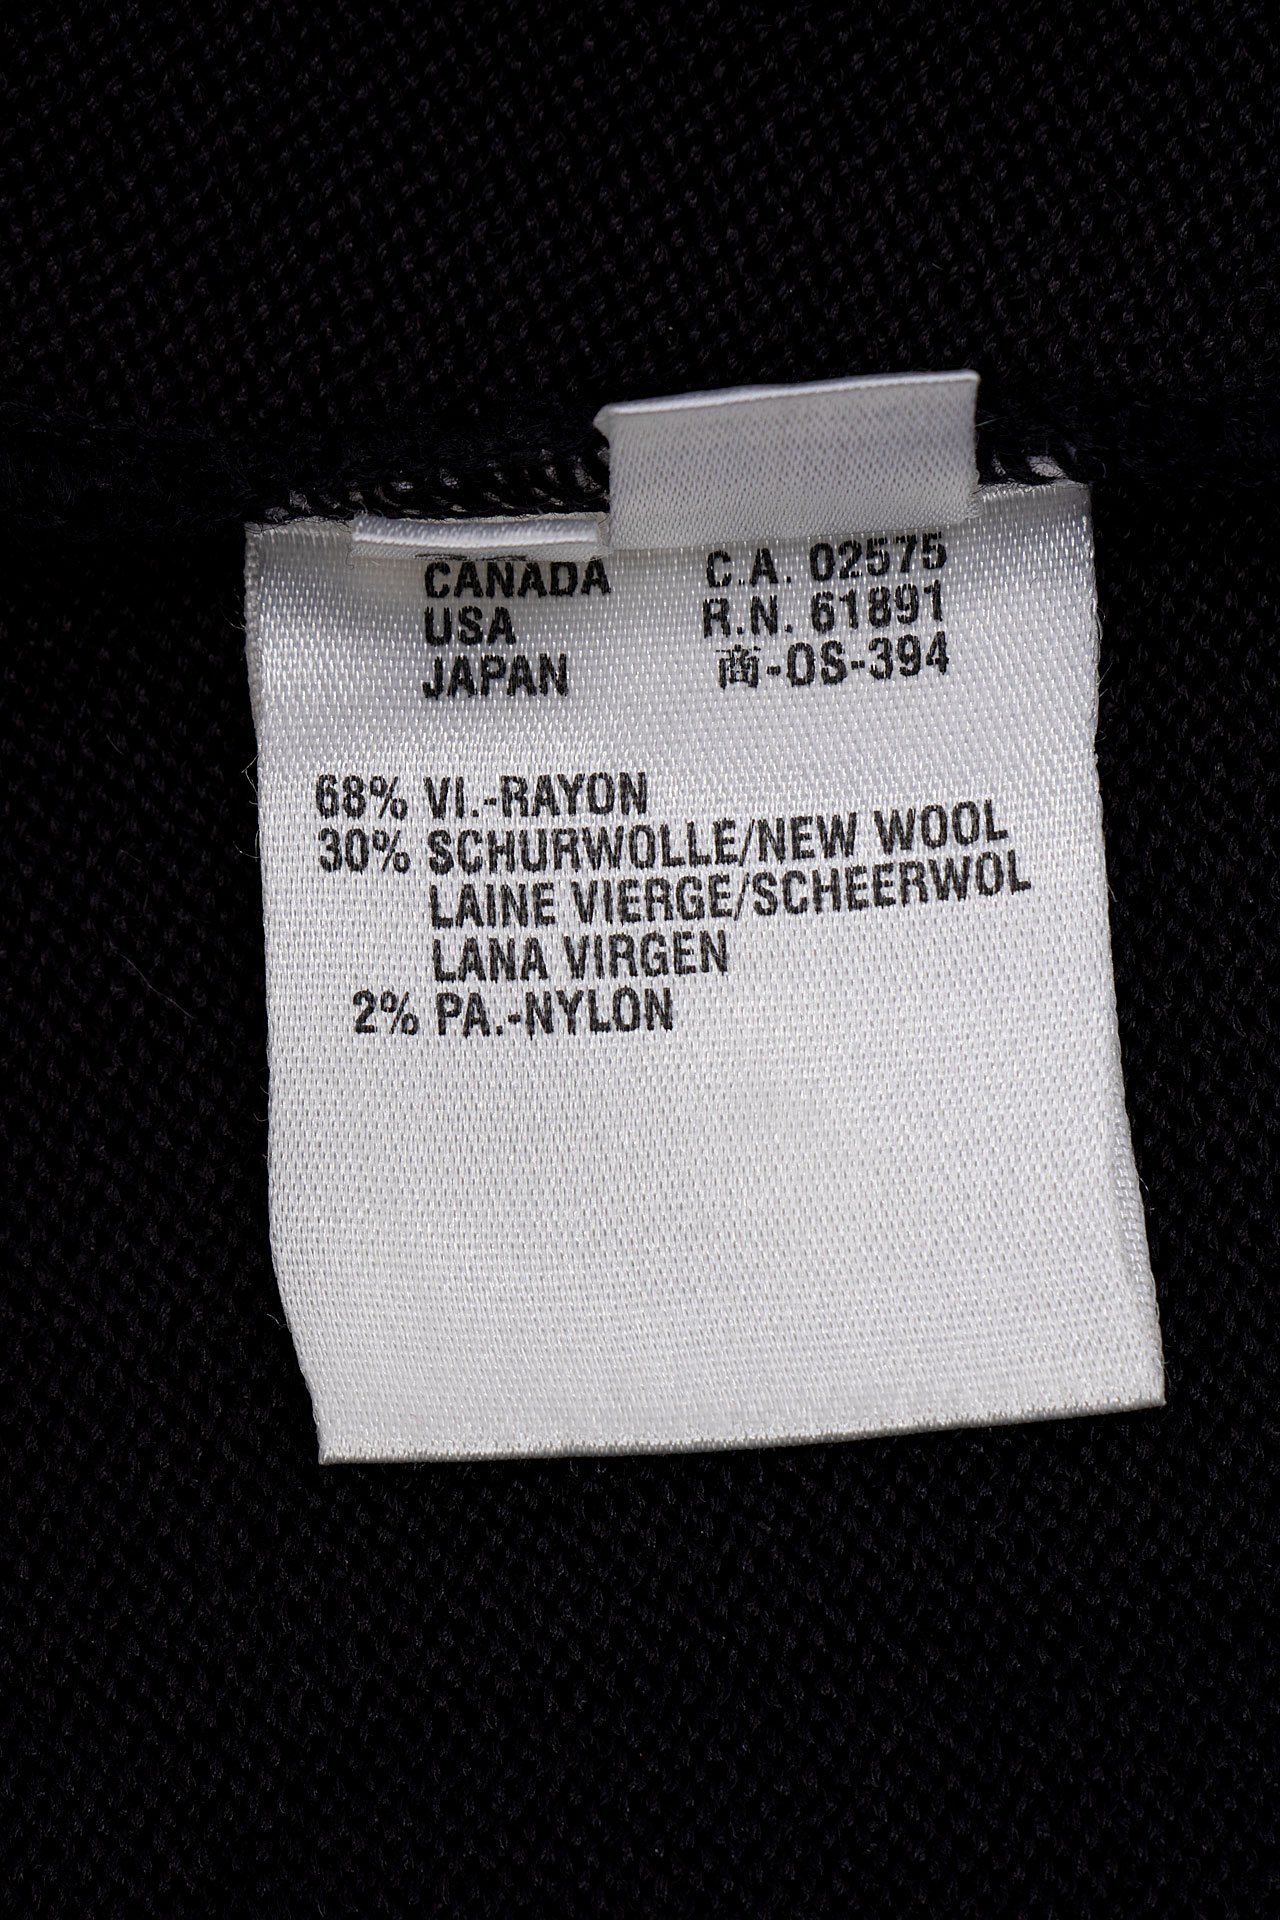 CANADA C.A. 02575
USA R.N. 61891
JAPAN 商-OS-394
68% VI.-RAYON
30% SCHURWOLLE/NEW WOOL
LAINE VIERGE/SCHEERWOL
LANA VIRGEN
2% PA.-NYLON